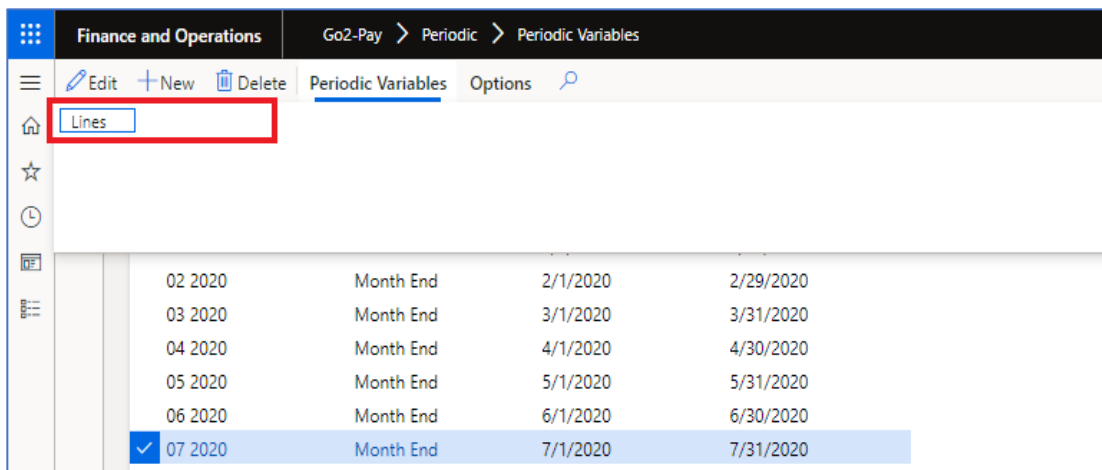 Finance and Operations Go2-Pay > Periodic > Periodic Variables
Edit New Delete Periodic Variables Options
Lines
02 2020 Month End 2/1/2020 2/29/2020
03 2020 Month End 3/1/2020 3/31/2020
04 2020 Month End 4/1/2020 4/30/2020
05 2020 Month End 5/1/2020 5/31/2020
06 2020 Month End 6/1/2020 6/30/2020
07 2020 Month End 7/1/2020 7/31/2020